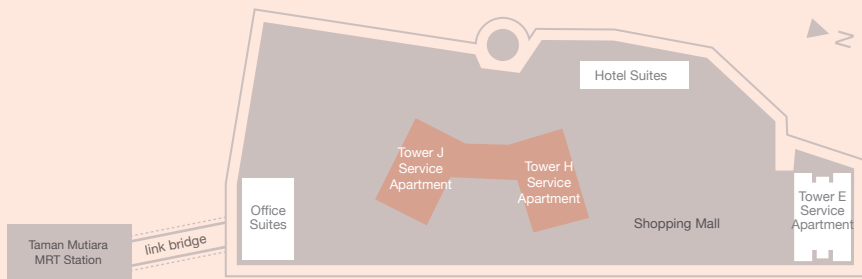 N
Hotel Suites
Tower J
Service
Apartment
Tower H
Service
Apartment
Office
Suites
Shopping Mall
Tower E
Service
Apartment
link bridge
Taman Mutiara
MRT Station